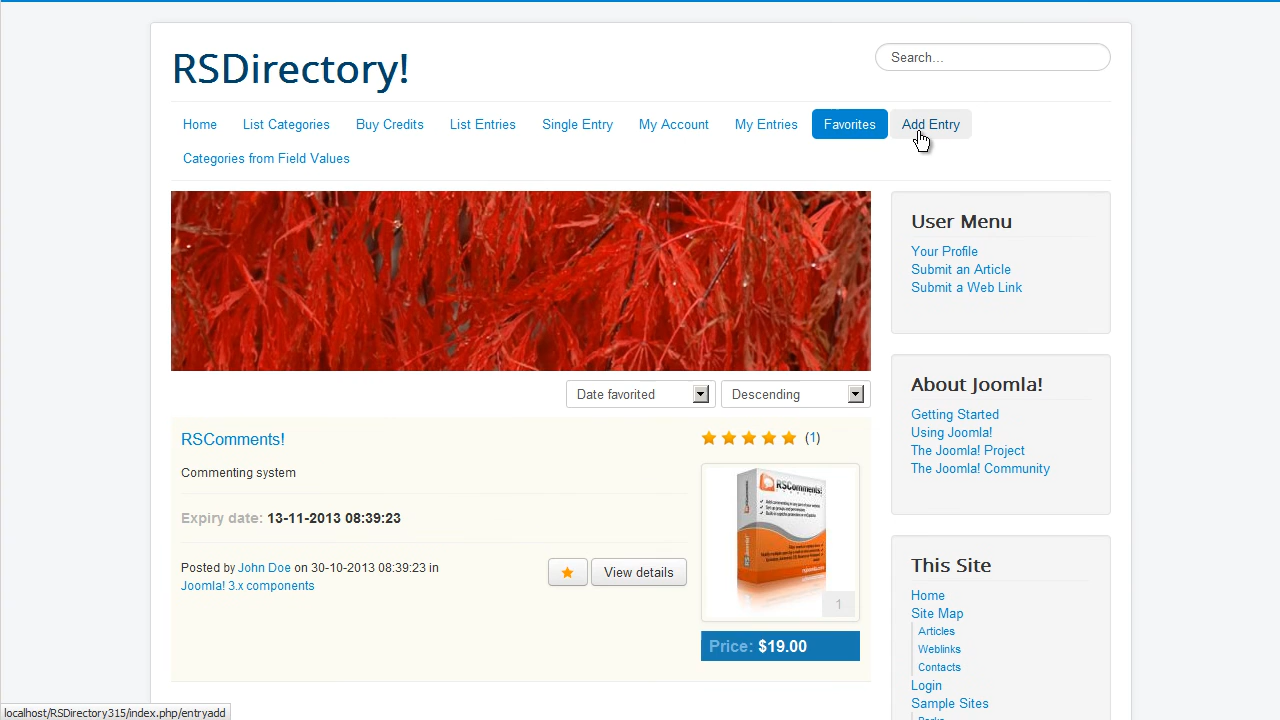 RSDirectory!
Search...
Home List Categories Buy Credits List Entries Single Entry My Account My Entries Favorites Add Entry
Categories from Field Values
User Menu
Your Profile
Submit an Article
Submit a Web Link
About Joomla!
Getting Started
Using Joomla!
The Joomla! Project
The Joomla! Community
Date favorited Descending
RSComments! (1)
Commenting system
Expiry date: 13-11-2013 08:39:23
Posted by John Doe on 30-10-2013 08:39:23 in
Joomla! 3.x components
View details
RSComments!
1
Price: $19.00
This Site
Home
Site Map
Articles
Weblinks
Contacts
Login
Sample Sites
localhost/RSDirectory315/index.php/entryadd